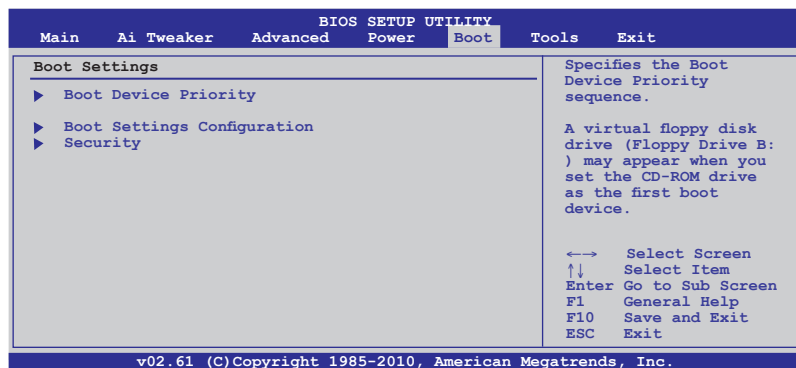 BIOS SETUP UTILITY
Main Ai Tweaker Advanced Power Boot Tools Exit
Boot Settings
Boot Device Priority
Boot Settings Configuration
Security
Specifies the Boot
Device Priority
sequence.
A virtual floppy disk
drive (Floppy Drive B:
) may appear when you
set the CD-ROM drive
as the first boot
device.
←→ Select Screen
↑↓ Select Item
Enter Go to Sub Screen
F1 General Help
F10 Save and Exit
ESC Exit
v02.61 (C)Copyright 1985-2010, American Megatrends, Inc.